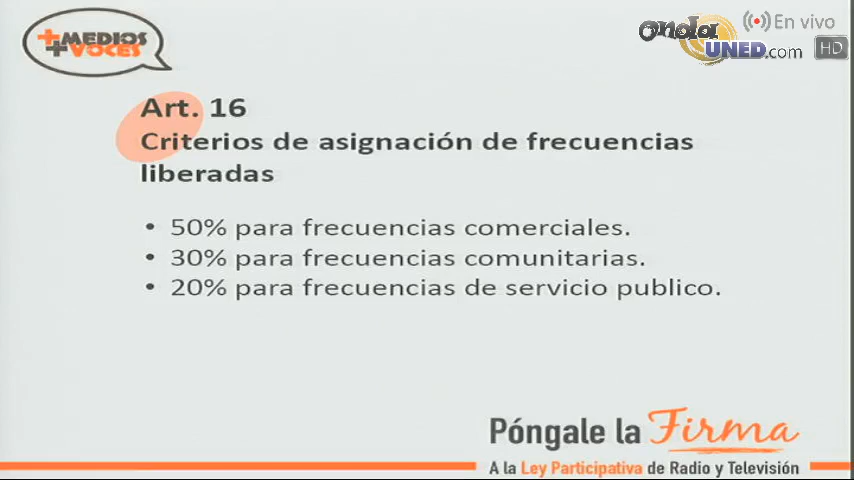 +MEDIOS
+VOCES
onda
UNED.com
En vivo
HD
Art. 16
Criterios de asignación de frecuencias
liberadas
• 50% para frecuencias comerciales.
• 30% para frecuencias comunitarias.
• 20% para frecuencias de servicio publico.
Póngale la Firma
A la Ley Participativa de Radio y Televisión